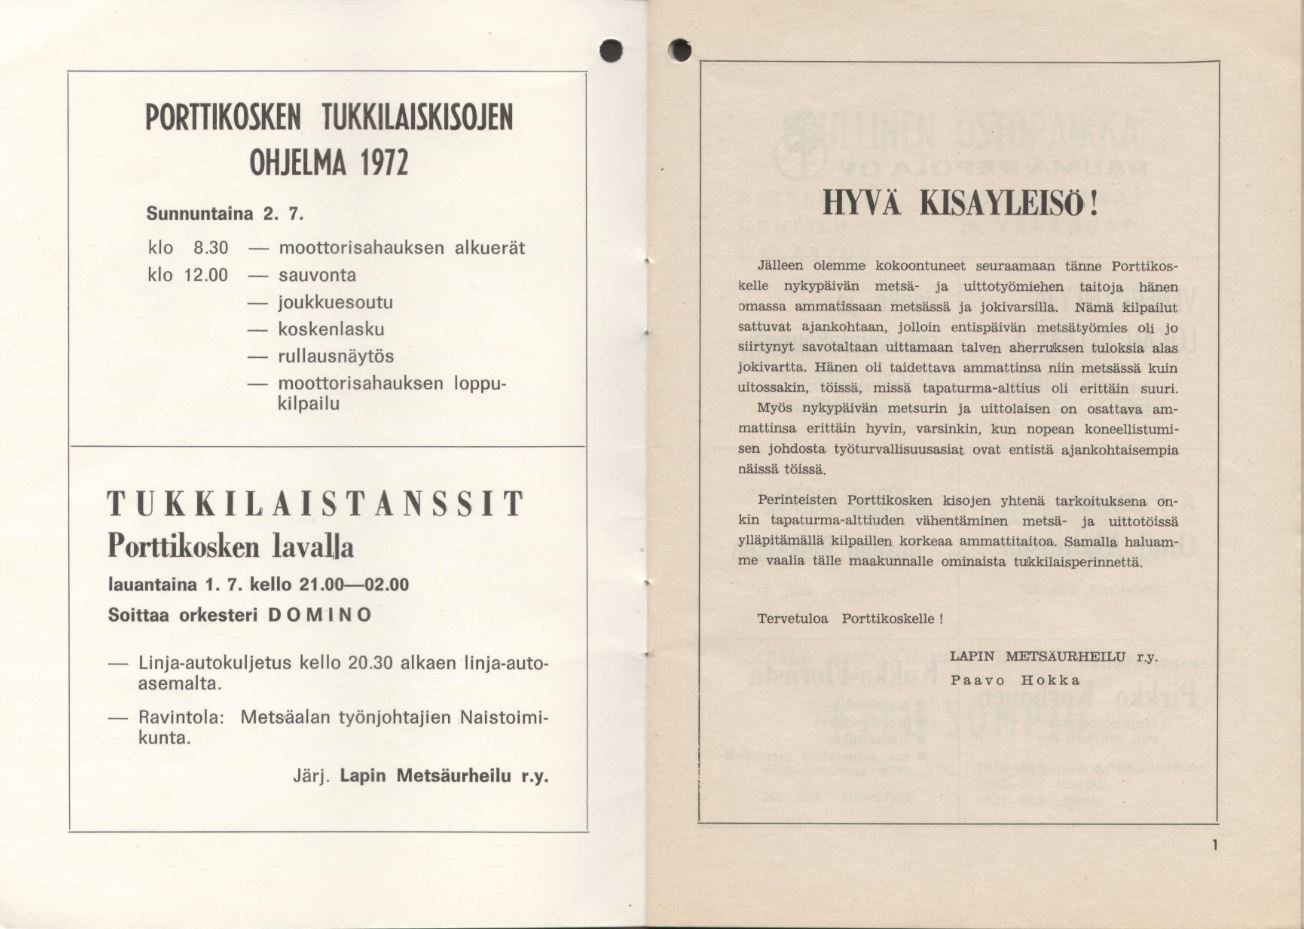 PORTTIKOSKEN TUKKILAISKISOJEN
OHJELMA 1972
Sunnuntaina 2. 7.
klo 8.30 — moottorisahauksen alkuerät
klo 12.00 — sauvonta
— joukkuesoutu
— koskenlasku
— rullausnäytös
— moottorisahauksen loppu-
kilpailu
TUKKILAISTANSSIT
Porttikosken lavalla
lauantaina 1. 7. kello 21.00—02.00
Soittaa orkesteri DOMINO
— Linja-autokuljetus kello 20.30 alkaen linja-auto-
asemalta.
— Ravintola: Metsäalan työnjohtajien Naistoimi-
kunta.
Järj. Lapin Metsäurheilu r.y.
HYVÄ KISAYLEISÖ!
Jälleen olemme kokoontuneet seuraamaan tänne Porttikos-
kelle nykypäivän metsä- ja uittotyömiehen taitoja hänen
omassa ammatissaan metsässä ja jokivarsilla. Nämä kilpailut
sattuvat ajankohtaan, jolloin entispäivän metsätyömies oli jo
siirtynyt savotaltaan uittamaan talven aherruksen tuloksia alas
jokivartta. Hänen oli taidettava ammattinsa niin metsässä kuin
uitossakin, töissä, missä tapaturma-alttius oli erittäin suuri.
Myös nykypäivän metsurin ja uittolaisen on osattava am-
mattinsa erittäin hyvin, varsinkin, kun nopean koneellistumi-
sen johdosta työturvallisuusasiat ovat entistä ajankohtaisempia
näissä töissä.
Perinteisten Porttikosken kisojen yhtenä tarkoituksena on-
kin tapaturma-alttiuden vähentäminen metsä- ja uittotöissä
ylläpitämällä kilpaillen korkeaa ammattitaitoa. Samalla haluam-
me vaalia tälle maakunnalle ominaista tukkilaisperinnettä.
Tervetuloa Porttikoskelle !
LAPIN METSÄURHEILU r.y.
Paavo Hokka
1